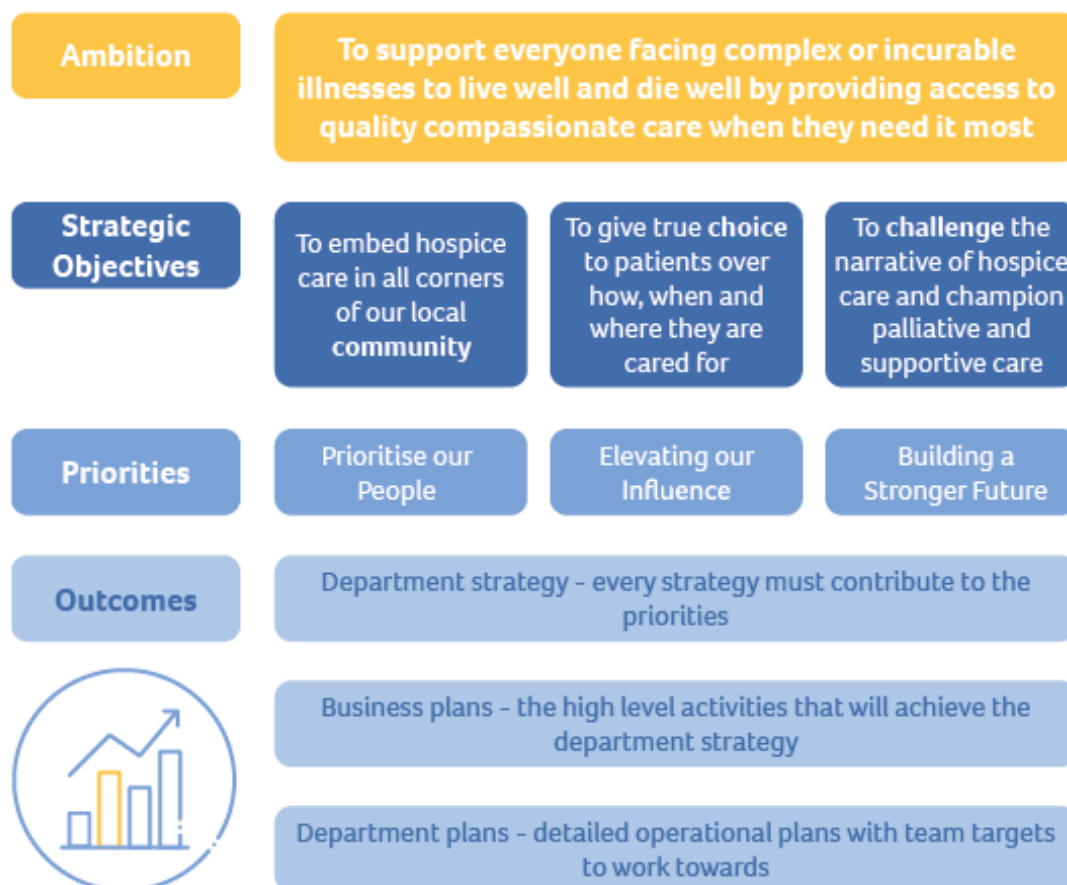 Ambition
To support everyone facing complex or incurable
illnesses to live well and die well by providing access to
quality compassionate care when they need it most
Strategic
Objectives
To embed hospice
care in all corners
of our local
community
To give true choice
to patients over
how, when and
where they are
cared for
To challenge the
narrative of hospice
care and champion
palliative and
supportive care
Priorities
Prioritise our
People
Elevating our
Influence
Building a
Stronger Future
Outcomes
Department strategy - every strategy must contribute to the
priorities
Business plans - the high level activities that will achieve the
department strategy
Department plans - detailed operational plans with team targets
to work towards